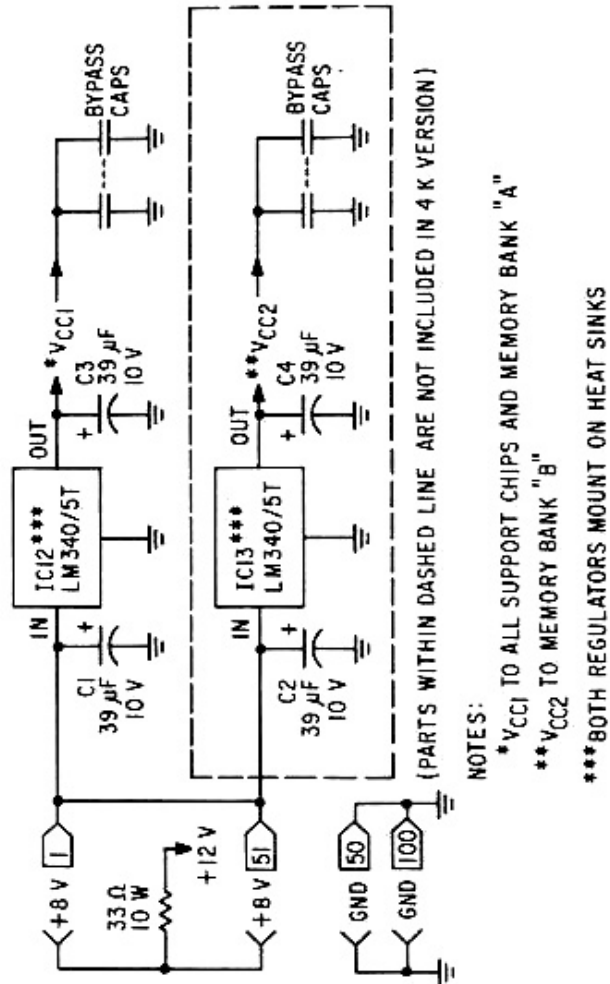 +8 V
1
33 Ω
10 W
+12 V
+8 V
51
GND
50
GND
100
IN
IC12***
LM340/5T
OUT
C1
39 µF
10 V
+
C3
39 µF
10 V
+
*VCC1
BYPASS
CAPS
IN
IC13***
LM340/5T
OUT
C2
39 µF
10 V
+
C4
39 µF
10 V
+
**VCC2
BYPASS
CAPS
(PARTS WITHIN DASHED LINE ARE NOT INCLUDED IN 4 K VERSION)
NOTES:
*VCC1 TO ALL SUPPORT CHIPS AND MEMORY BANK "A"
**VCC2 TO MEMORY BANK "B"
***BOTH REGULATORS MOUNT ON HEAT SINKS